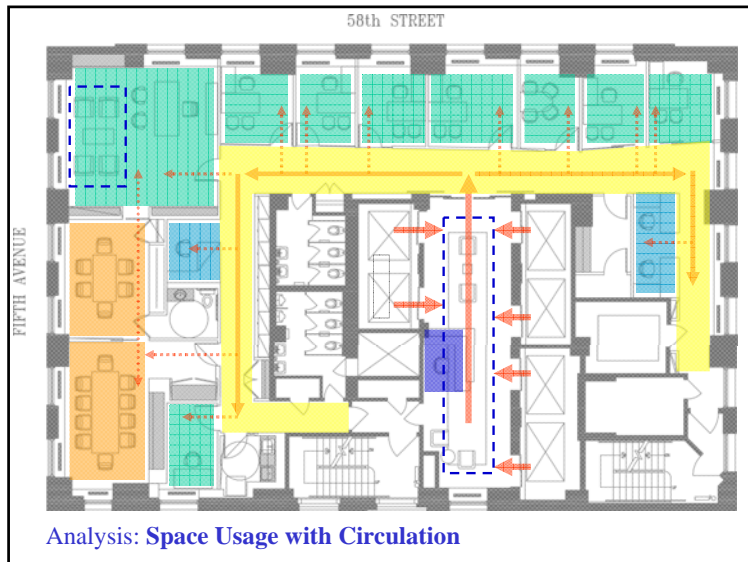 58th STREET
FIFTH AVENUE
Analysis: Space Usage with Circulation